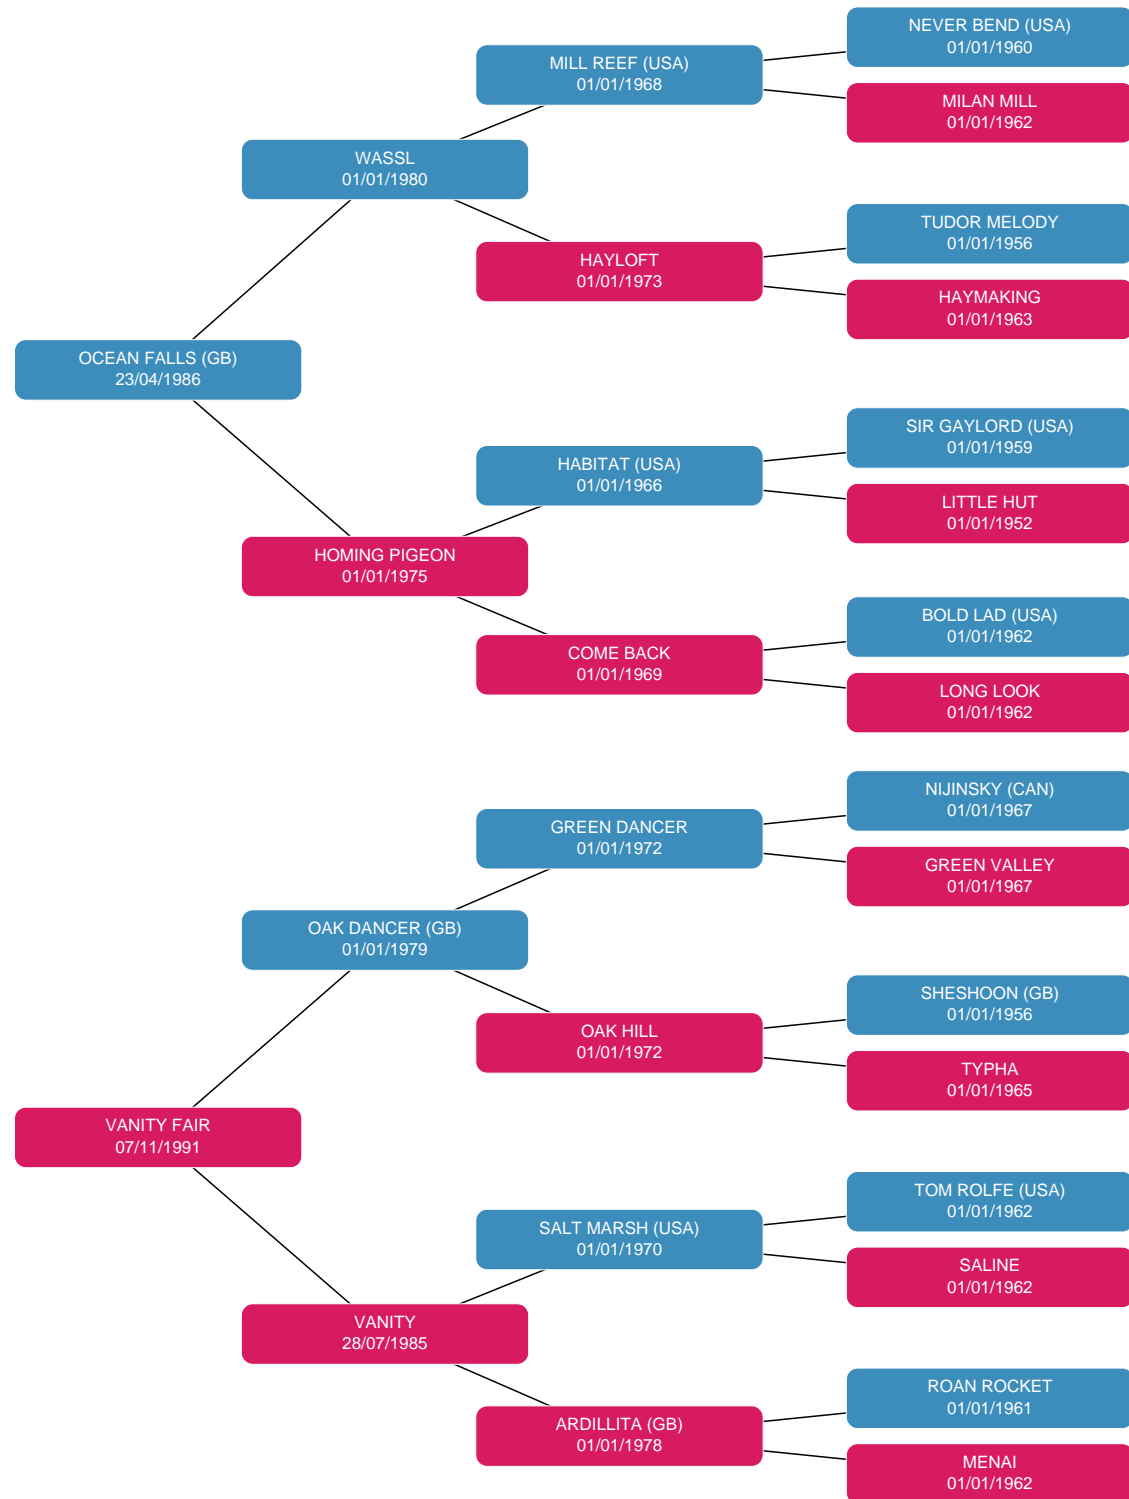 NEVER BEND (USA)
01/01/1960
MILL REEF (USA)
01/01/1968
MILAN MILL
01/01/1962
WASSL
01/01/1980
TUDOR MELODY
01/01/1956
HAYLOFT
01/01/1973
HAYMAKING
01/01/1963
OCEAN FALLS (GB)
23/04/1986
SIR GAYLORD (USA)
01/01/1959
HABITAT (USA)
01/01/1966
LITTLE HUT
01/01/1952
HOMING PIGEON
01/01/1975
BOLD LAD (USA)
01/01/1962
COME BACK
01/01/1969
LONG LOOK
01/01/1962
NIJINSKY (CAN)
01/01/1967
GREEN DANCER
01/01/1972
GREEN VALLEY
01/01/1967
OAK DANCER (GB)
01/01/1979
SHESHOON (GB)
01/01/1956
OAK HILL
01/01/1972
TYPHA
01/01/1965
VANITY FAIR
07/11/1991
TOM ROLFE (USA)
01/01/1962
SALT MARSH (USA)
01/01/1970
SALINE
01/01/1962
VANITY
28/07/1985
ROAN ROCKET
01/01/1961
ARDILLITA (GB)
01/01/1978
MENAI
01/01/1962